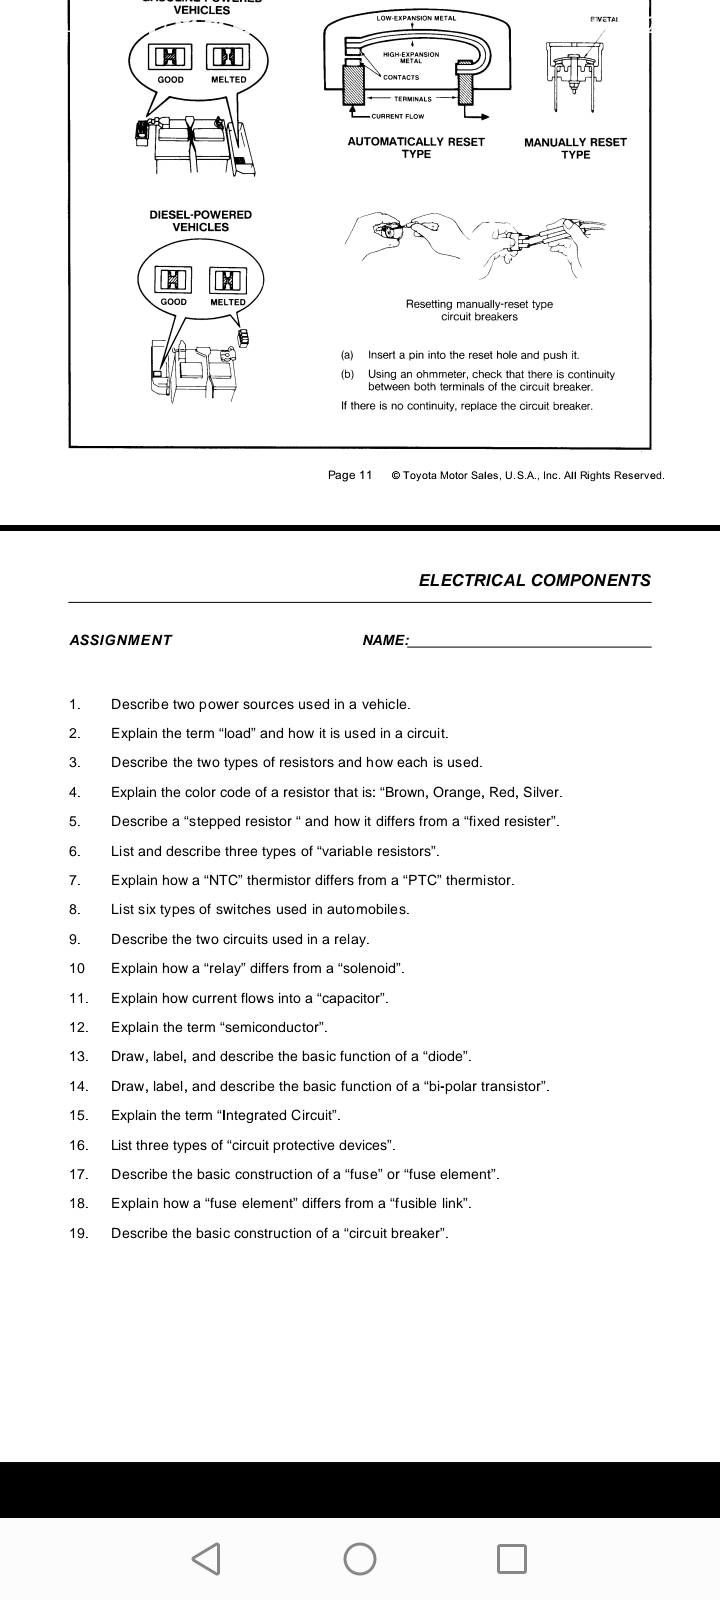 VEHICLES
LOW-EXPANSION METAL
HIGH-EXPANSION
METAL
CONTACTS
TERMINALS
CURRENT FLOW
GOOD MELTED
AUTOMATICALLY RESET
TYPE
MANUALLY RESET
TYPE
DIESEL-POWERED
VEHICLES
GOOD MELTED
Resetting manually-reset type
circuit breakers
(a) Insert a pin into the reset hole and push it.
(b) Using an ohmmeter, check that there is continuity
between both terminals of the circuit breaker.
If there is no continuity, replace the circuit breaker.
Page 11 © Toyota Motor Sales, U.S.A., Inc. All Rights Reserved.
ELECTRICAL COMPONENTS
ASSIGNMENT NAME:
1. Describe two power sources used in a vehicle.
2. Explain the term “load” and how it is used in a circuit.
3. Describe the two types of resistors and how each is used.
4. Explain the color code of a resistor that is: “Brown, Orange, Red, Silver.
5. Describe a “stepped resistor “ and how it differs from a “fixed resister”.
6. List and describe three types of “variable resistors”.
7. Explain how a “NTC” thermistor differs from a “PTC” thermistor.
8. List six types of switches used in automobiles.
9. Describe the two circuits used in a relay.
10 Explain how a “relay” differs from a “solenoid”.
11. Explain how current flows into a “capacitor”.
12. Explain the term “semiconductor”.
13. Draw, label, and describe the basic function of a “diode”.
14. Draw, label, and describe the basic function of a “bi-polar transistor”.
15. Explain the term “Integrated Circuit”.
16. List three types of “circuit protective devices”.
17. Describe the basic construction of a “fuse” or “fuse element”.
18. Explain how a “fuse element” differs from a “fusible link”.
19. Describe the basic construction of a “circuit breaker”.